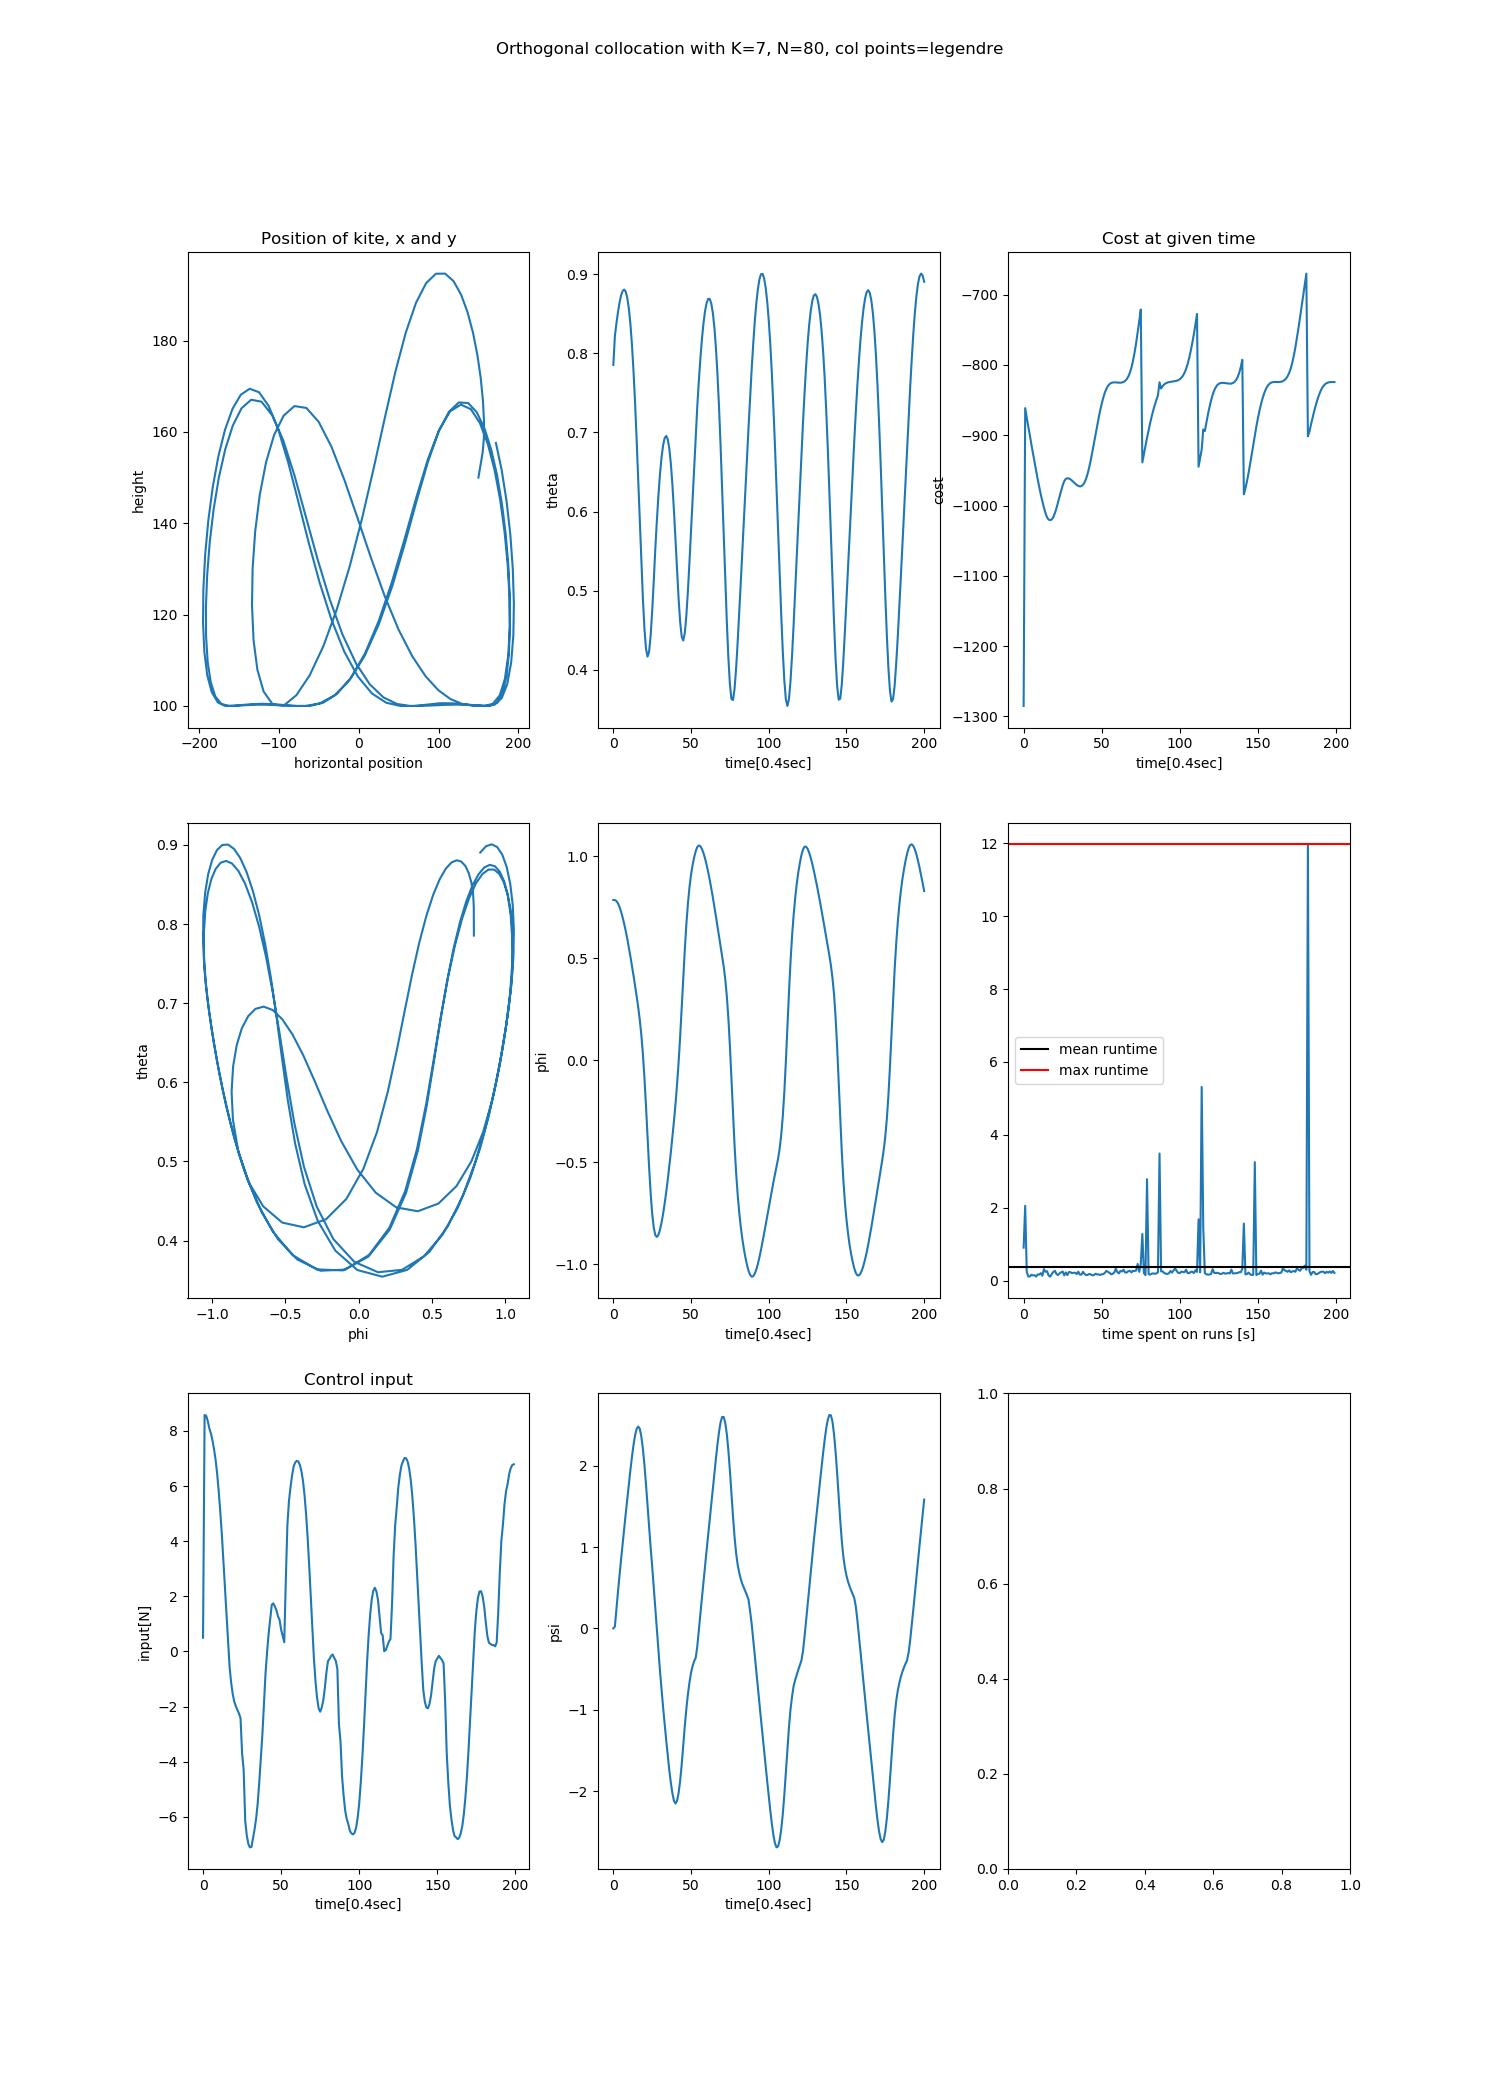 Orthogonal collocation with K=7, N=80, col points=legendre
Position of kite, x and y
height
180
160
140
120
100
−200 −100 0 100 200
horizontal position
theta
0.9
0.8
0.7
0.6
0.5
0.4
0 50 100 150 200
time[0.4sec]
Cost at given time
cost
−700
−800
−900
−1000
−1100
−1200
−1300
0 50 100 150 200
time[0.4sec]
theta
0.9
0.8
0.7
0.6
0.5
0.4
−1.0 −0.5 0.0 0.5 1.0
phi
phi
1.0
0.5
0.0
−0.5
−1.0
0 50 100 150 200
time[0.4sec]
12
10
8
6
4
2
0
mean runtime
max runtime
0 50 100 150 200
time spent on runs [s]
Control input
input[N]
8
6
4
2
0
−2
−4
−6
0 50 100 150 200
time[0.4sec]
psi
2
1
0
−1
−2
0 50 100 150 200
time[0.4sec]
1.0
0.8
0.6
0.4
0.2
0.0
0.0 0.2 0.4 0.6 0.8 1.0